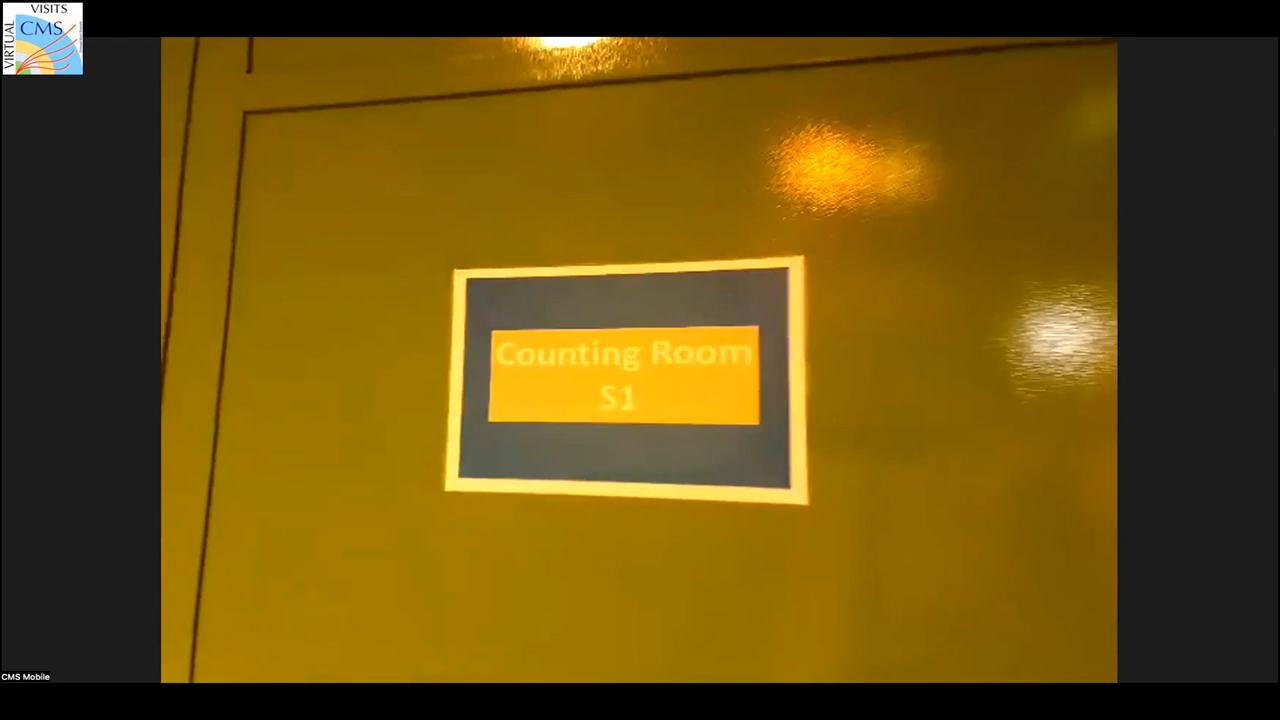 VISITS
VIRTUAL
CMS
Counting Room
S1
CMS Mobile